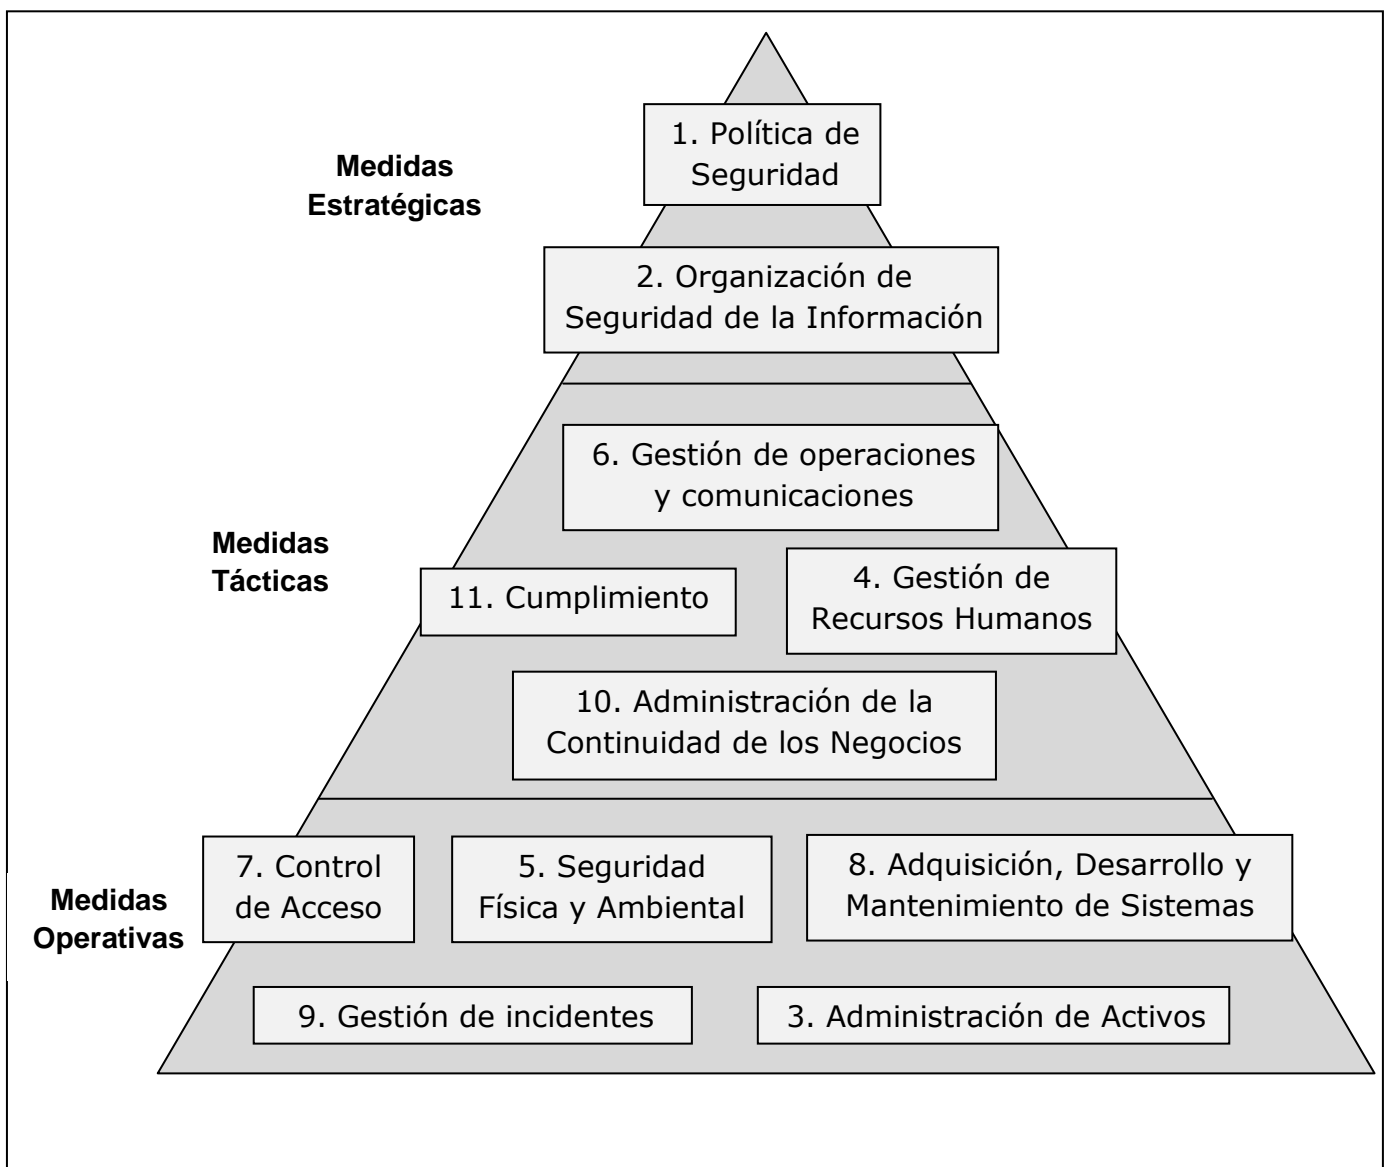 1. Política de
Seguridad
Medidas
Estratégicas
2. Organización de
Seguridad de la Información
6. Gestión de operaciones
y comunicaciones
Medidas
Tácticas
11. Cumplimiento
4. Gestión de
Recursos Humanos
10. Administración de la
Continuidad de los Negocios
7. Control
de Acceso
5. Seguridad
Física y Ambiental
8. Adquisición, Desarrollo y
Mantenimiento de Sistemas
Medidas
Operativas
9. Gestión de incidentes
3. Administración de Activos